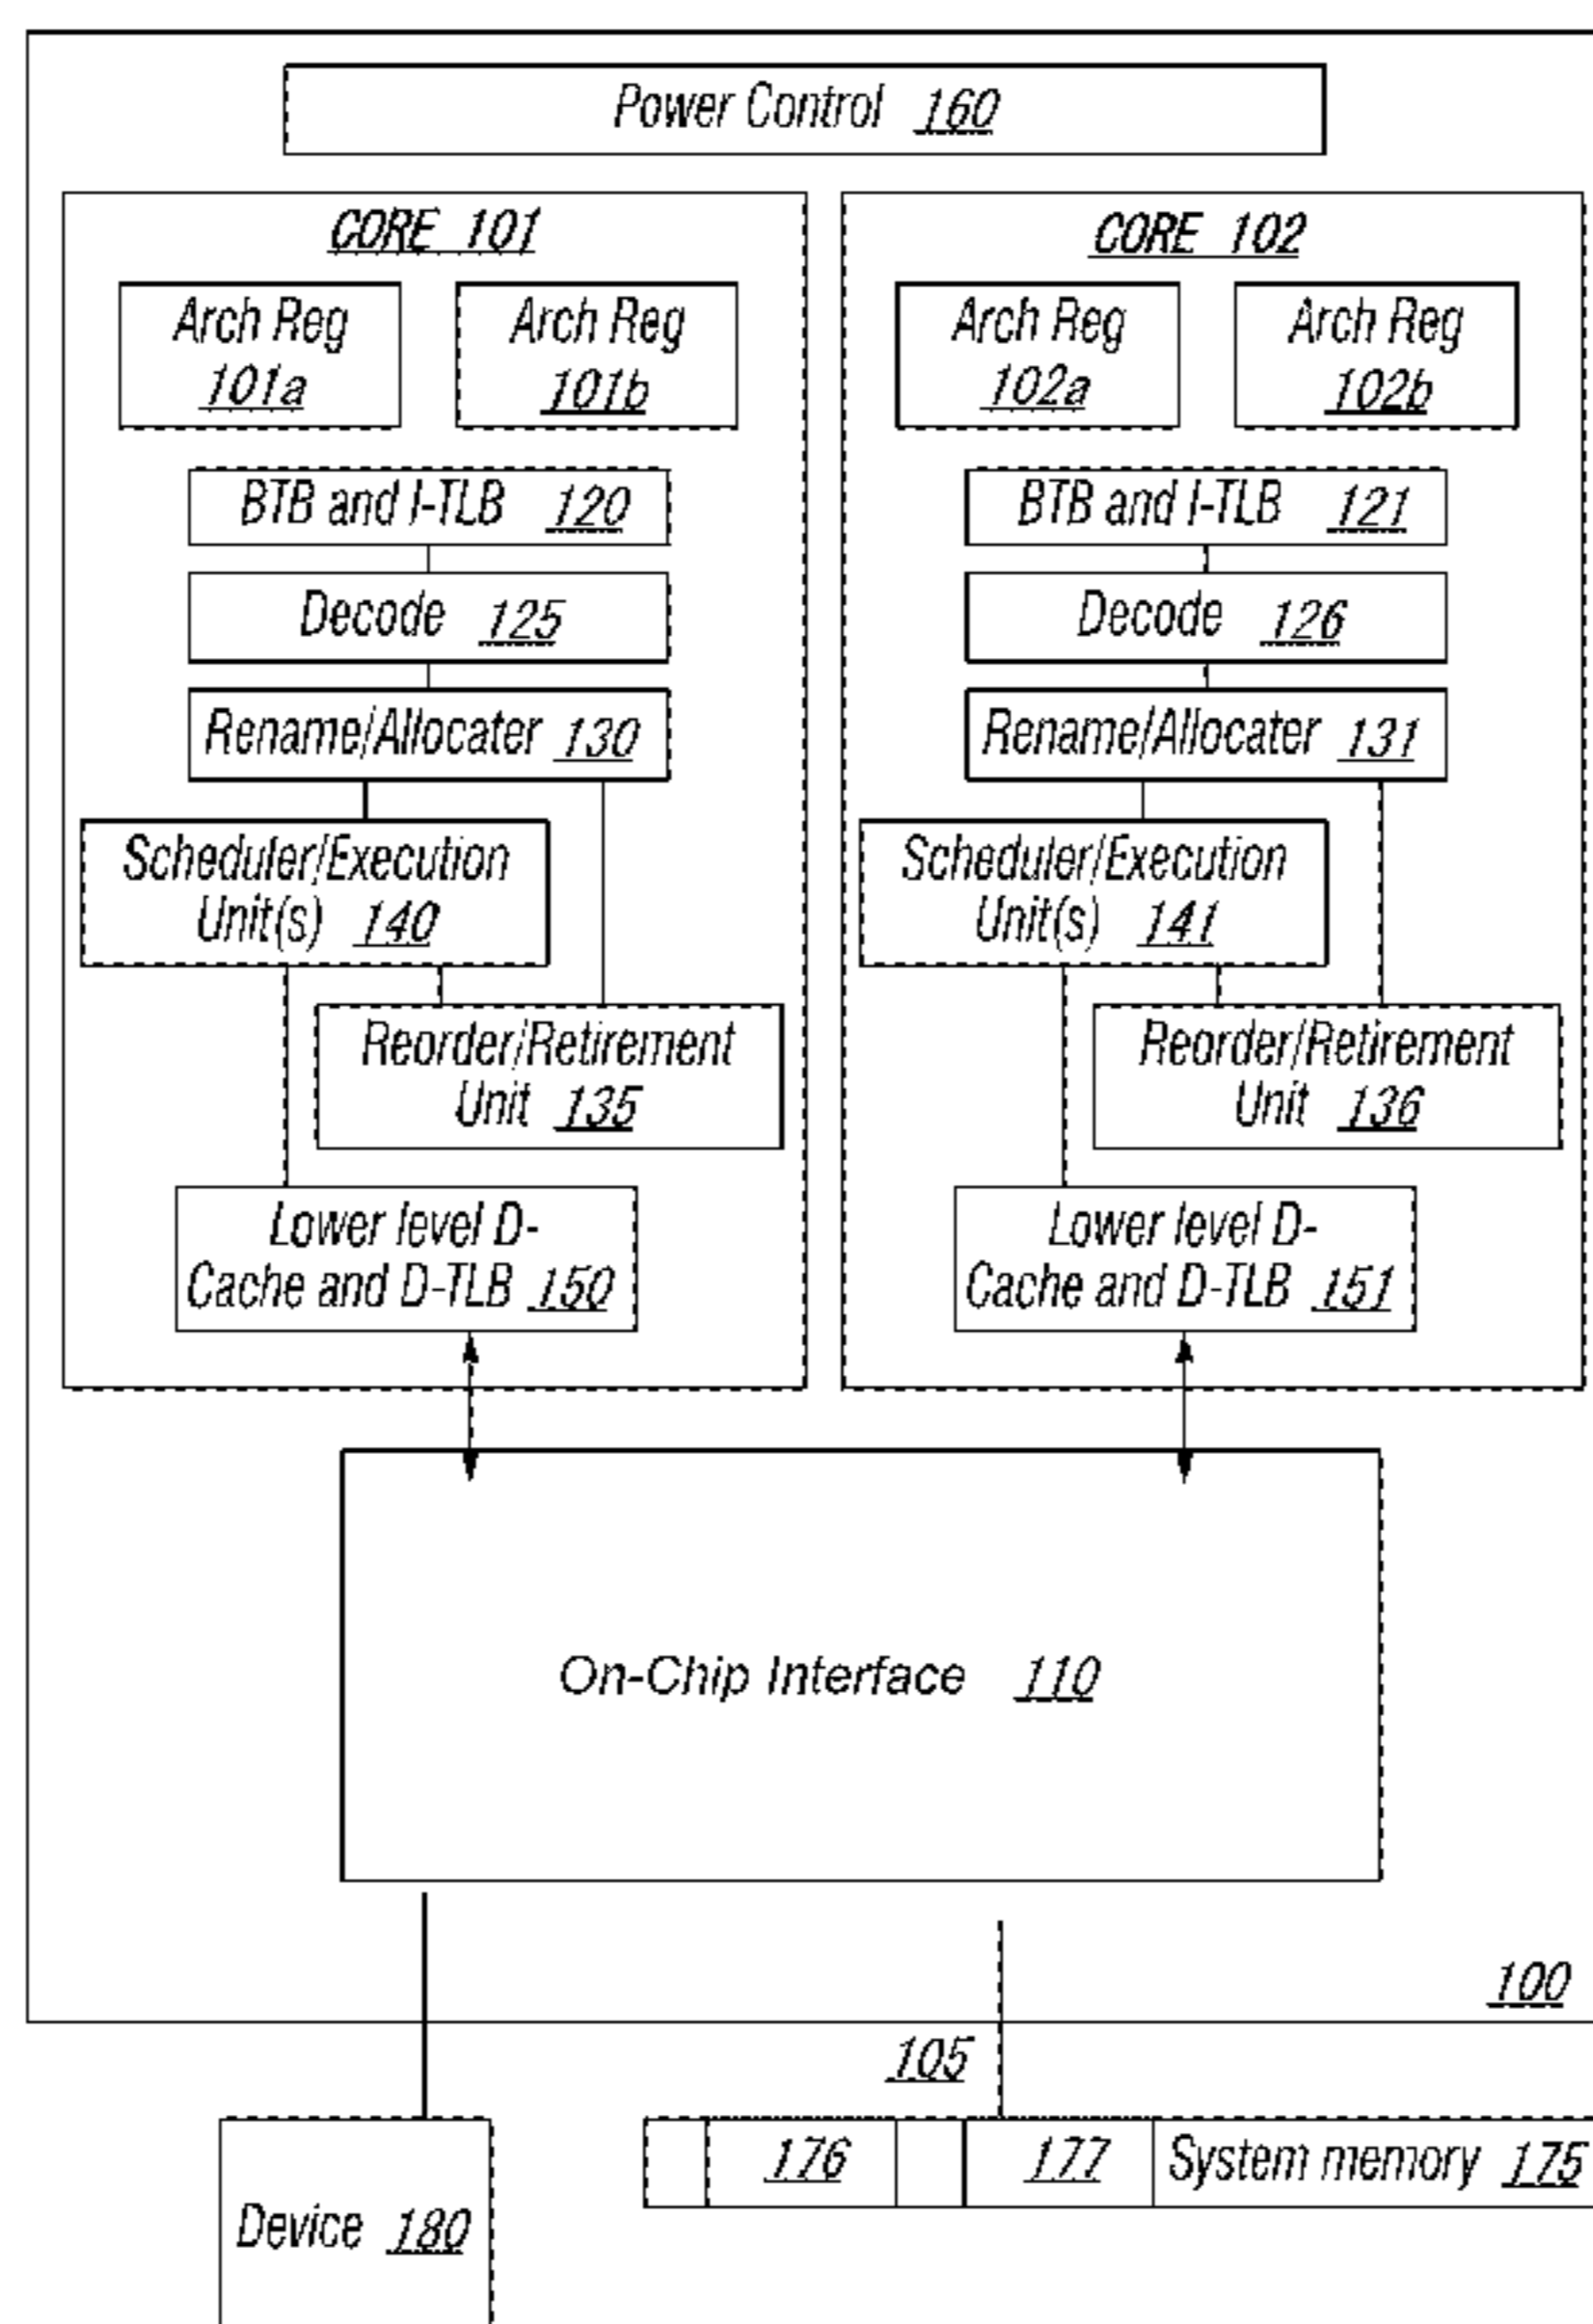 Power Control 160
CORE 101
Arch Reg
101a
Arch Reg
101b
BTB and I-TLB 120
Decode 125
Rename/Allocater 130
Scheduler/Execution
Unit(s) 140
Reorder/Retirement
Unit 135
Lower level D-
Cache and D-TLB 150
CORE 102
Arch Reg
102a
Arch Reg
102b
BTB and I-TLB 121
Decode 126
Rename/Allocater 131
Scheduler/Execution
Unit(s) 141
Reorder/Retirement
Unit 136
Lower level D-
Cache and D-TLB 151
On-Chip Interface 110
100
105
176
177
System memory 175
Device 180